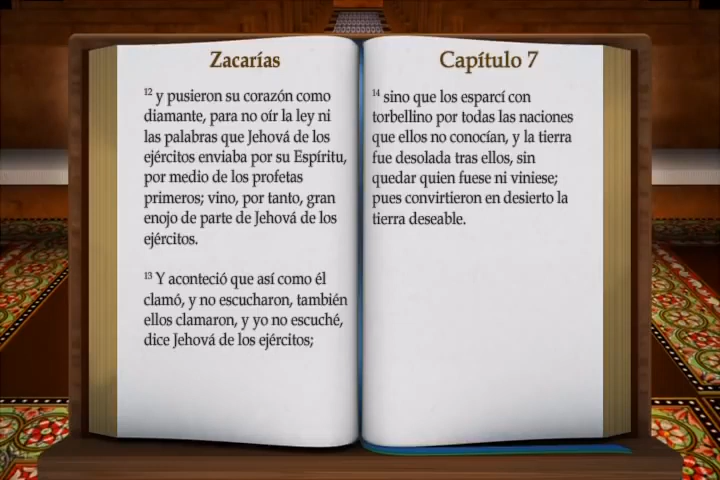 Zacarías
12 y pusieron su corazón como
diamante, para no oír la ley ni
las palabras que Jehová de los
ejércitos enviaba por su Espíritu,
por medio de los profetas
primeros; vino, por tanto, gran
enojo de parte de Jehová de los
ejércitos.
13 Y aconteció que así como él
clamó, y no escucharon, también
ellos clamaron, y yo no escuché,
dice Jehová de los ejércitos;
Capítulo 7
14 sino que los esparcí con
torbellino por todas las naciones
que ellos no conocían, y la tierra
fue desolada tras ellos, sin
quedar quien fuese ni viniese;
pues convirtieron en desierto la
tierra deseable.